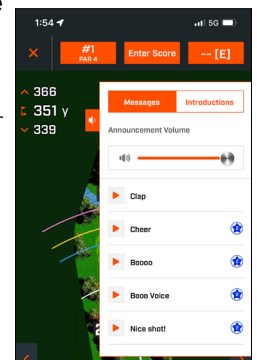 e
1:54 5G
#1
PAR 4
Enter Score
-- [E]
366
351 y
339
Messages
Introductions
Announcement Volume
Clap
Cheer
Boooo
Booo Voice
Nice shot!
2